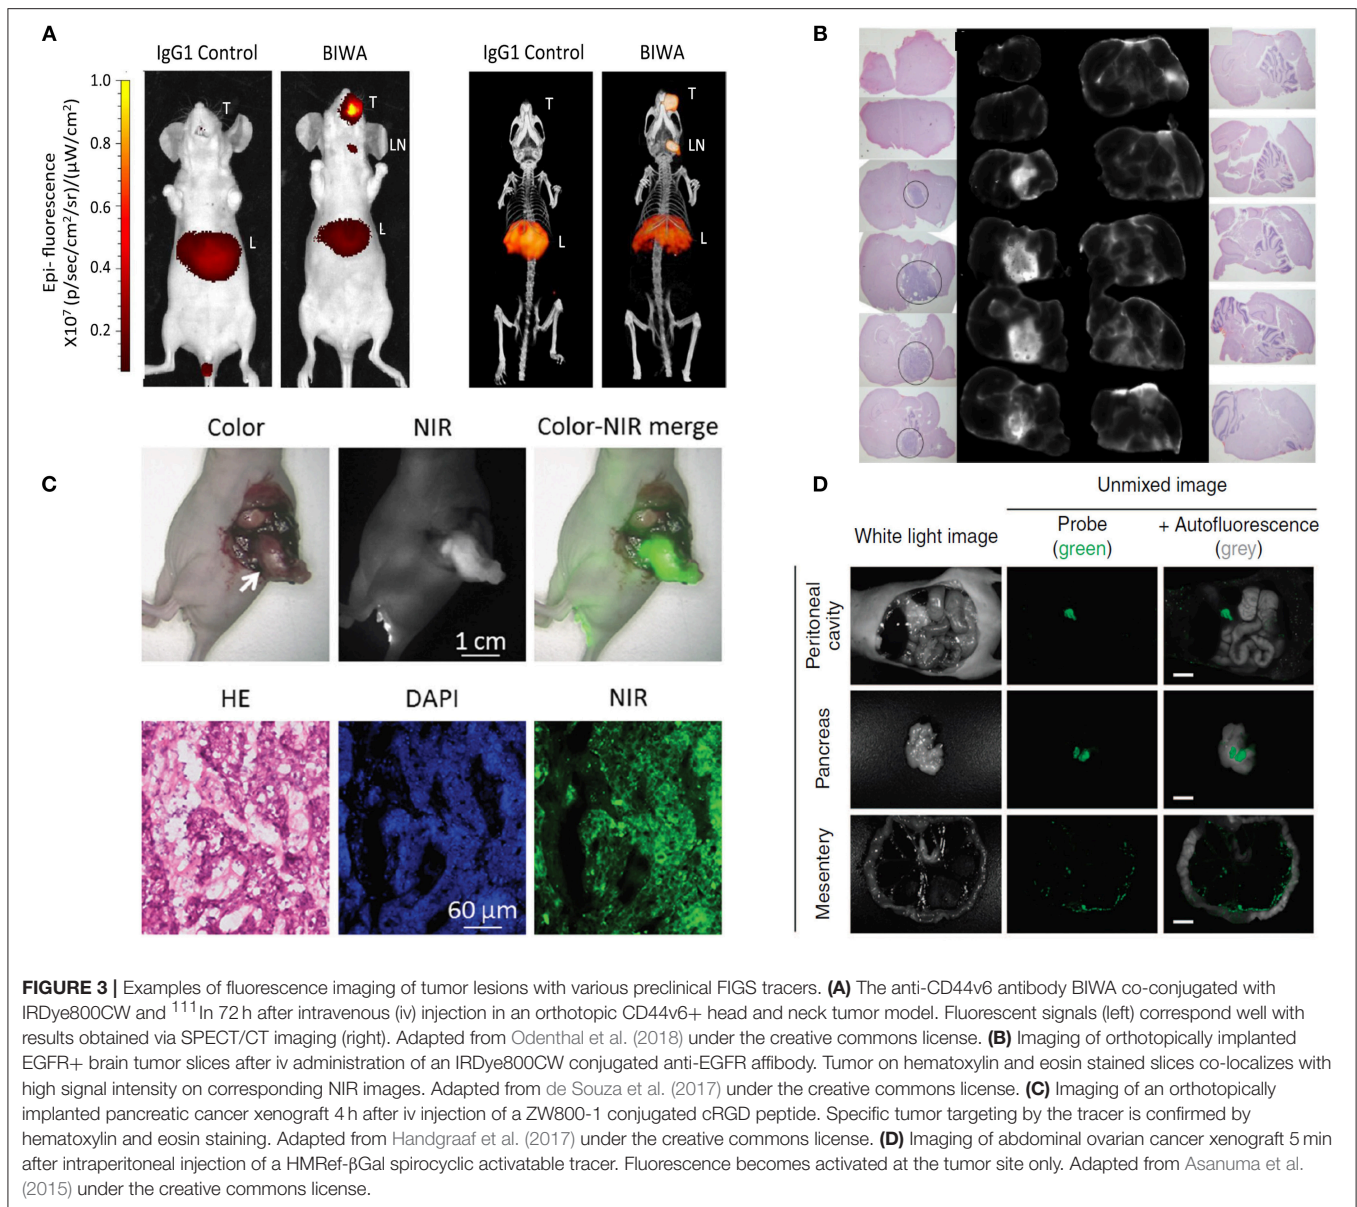 A
IgG1 Control
BIWA
IgG1 Control
BIWA
1.0
0.8
0.6
0.4
0.2
Epi- fluorescence
X10⁷ (p/sec/cm²/sr)/(µW/cm²)
T
L
T
LN
L
T
L
T
LN
L
B
C
Color
NIR
Color-NIR merge
1 cm
HE
DAPI
NIR
60 µm
D
Unmixed image
White light image
Probe
(green)
+ Autofluorescence
(grey)
Peritoneal
cavity
Pancreas
Mesentery
FIGURE 3 | Examples of fluorescence imaging of tumor lesions with various preclinical FIGS tracers. (A) The anti-CD44v6 antibody BIWA co-conjugated with
IRDye800CW and ¹¹¹In 72 h after intravenous (iv) injection in an orthotopic CD44v6+ head and neck tumor model. Fluorescent signals (left) correspond well with
results obtained via SPECT/CT imaging (right). Adapted from Odenthal et al. (2018) under the creative commons license. (B) Imaging of orthotopically implanted
EGFR+ brain tumor slices after iv administration of an IRDye800CW conjugated anti-EGFR affibody. Tumor on hematoxylin and eosin stained slices co-localizes with
high signal intensity on corresponding NIR images. Adapted from de Souza et al. (2017) under the creative commons license. (C) Imaging of an orthotopically
implanted pancreatic cancer xenograft 4 h after iv injection of a ZW800-1 conjugated cRGD peptide. Specific tumor targeting by the tracer is confirmed by
hematoxylin and eosin staining. Adapted from Handgraaf et al. (2017) under the creative commons license. (D) Imaging of abdominal ovarian cancer xenograft 5 min
after intraperitoneal injection of a HMRef-βGal spirocyclic activatable tracer. Fluorescence becomes activated at the tumor site only. Adapted from Asanuma et al.
(2015) under the creative commons license.